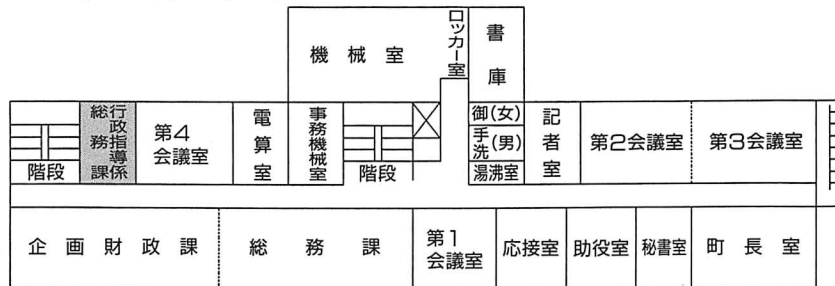 機械室
ロッカー室
書庫
階段
総務課
行政指導係
第4
会議室
電算室
事務機械室
階段
御手洗
(女)
(男)
湯沸室
記者室
第2会議室
第3会議室
企画財政課
総務課
第1
会議室
応接室
助役室
秘書室
町長室